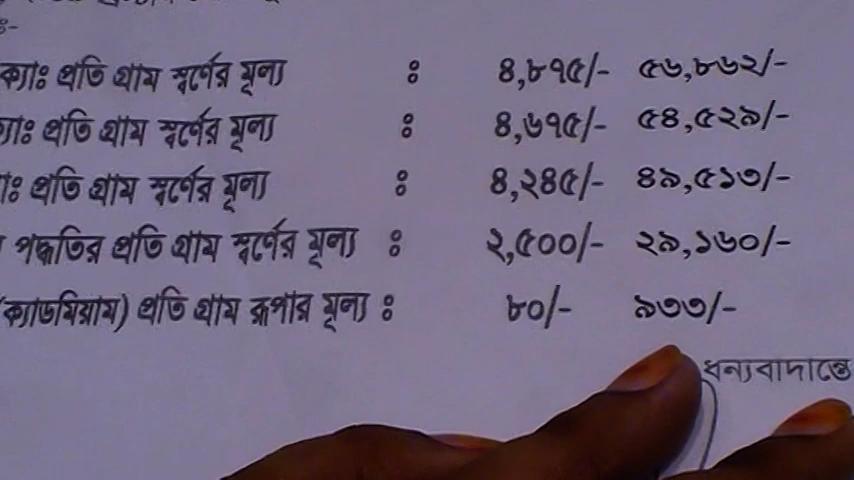 ঃ-
ক্যাঃ প্রতি গ্রাম স্বর্ণের মূল্য : ৪,৮৭৫/- ৫৬,৮৬২/-
প্রতি গ্রাম স্বর্ণের মূল্য : ৪,৬৭৫/- ৫৪,৫২৯/-
প্রতি গ্রাম স্বর্ণের মূল্য : ৪,২৪৫/- ৪৯,৫১৩/-
পদ্ধতির প্রতি গ্রাম স্বর্ণের মূল্য : ২,৫০০/- ২৯,১৬০/-
(ক্যাডমিয়াম) প্রতি গ্রাম রূপার মূল্য : ৮০/- ৯৩৩/-
ধন্যবাদান্তে